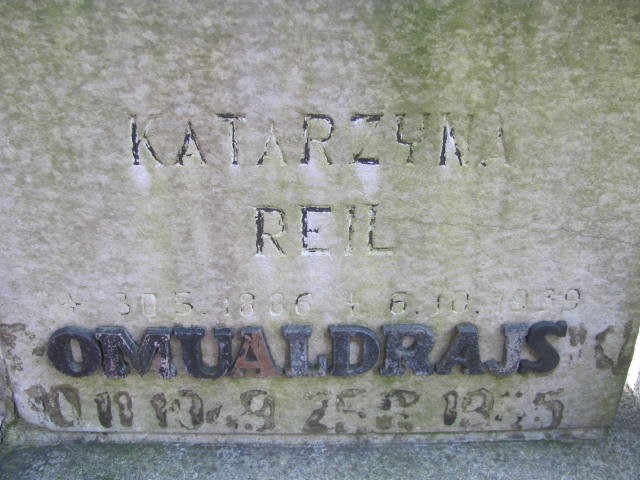 KATARZYNA
REIL
+ 30.5.1886 + 6.10.1939
OMUALDRAJS